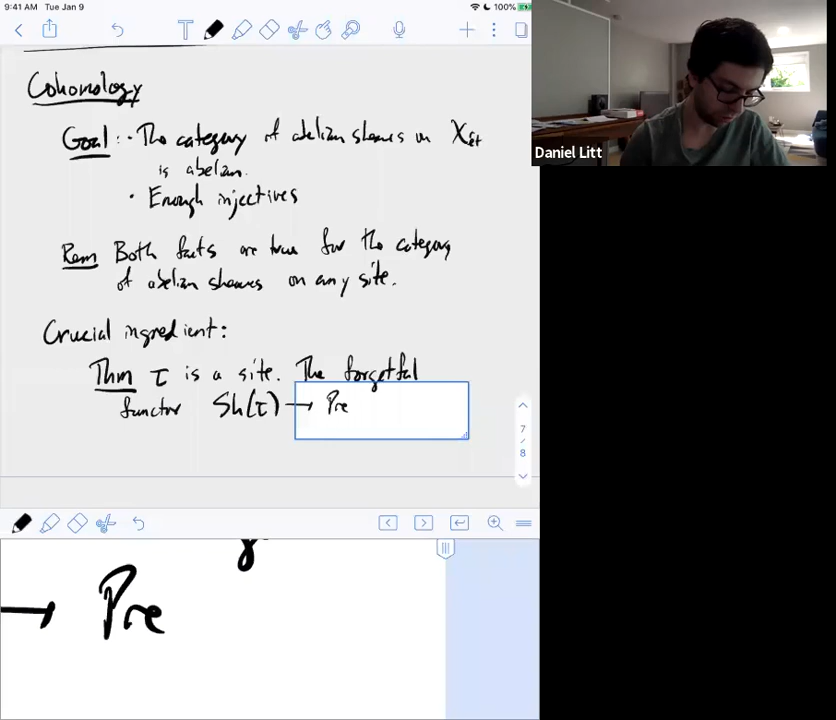 9:41 AM Tue Jan 9
100%
Cohomology
Goal: · The category of abelian sheaves on X_ét
is abelian.
· Enough injectives
Rem Both facts are true for the category
of abelian sheaves on any site.
Crucial ingredient:
Thm τ is a site. The forgetful
functor Sh(τ) → Pre
7
/
8
→ Pre
Daniel Litt